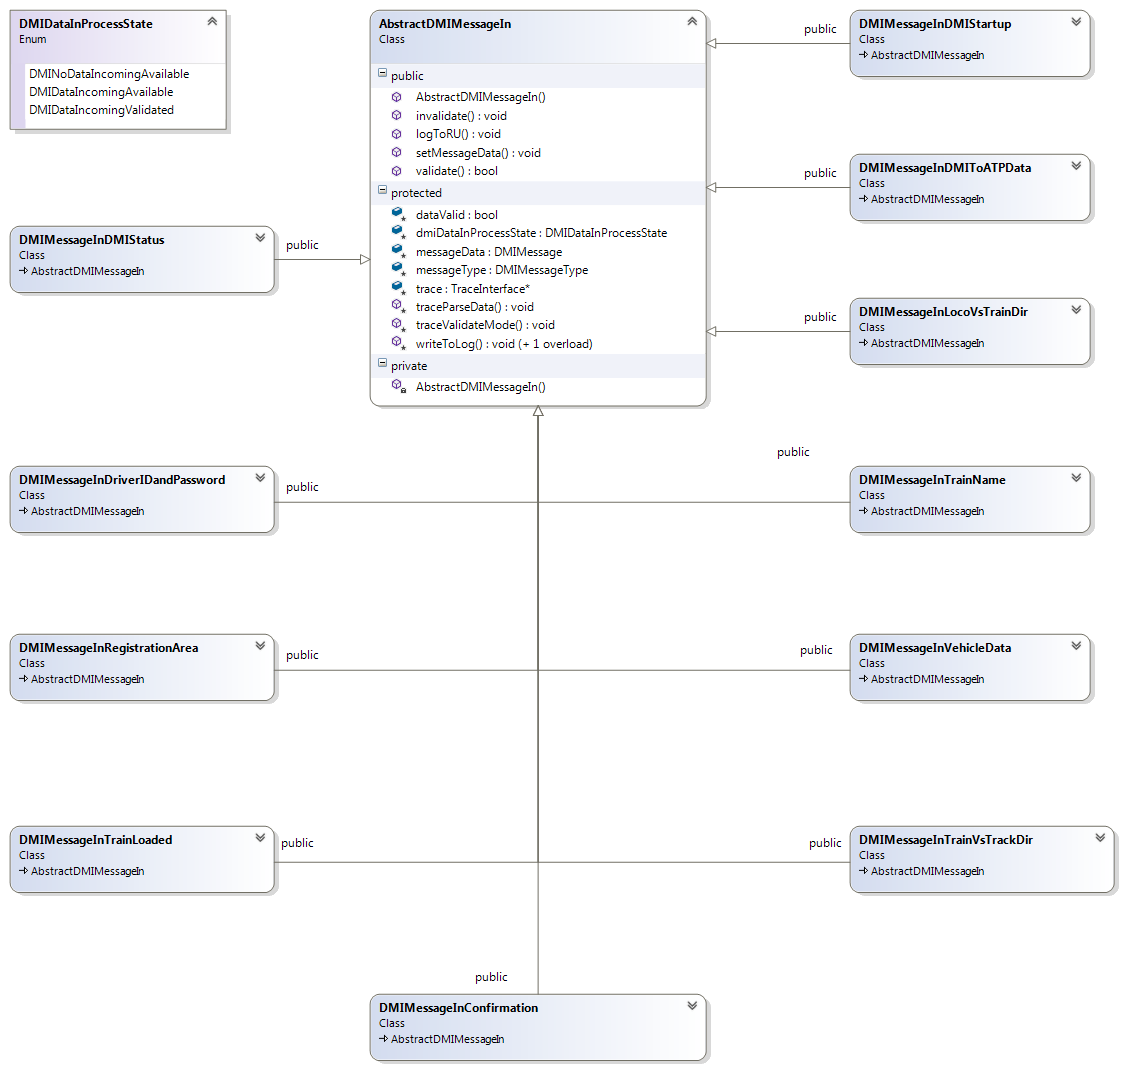 DMIDataInProcessState
Enum
DMINoDataIncomingAvailable
DMIDataIncomingAvailable
DMIDataIncomingValidated
AbstractDMIMessageIn
Class
public
AbstractDMIMessageIn()
invalidate() : void
logToRU() : void
setMessageData() : void
validate() : bool
protected
dataValid : bool
dmiDataInProcessState : DMIDataInProcessState
messageData : DMIMessage
messageType : DMIMessageType
trace : TraceInterface*
traceParseData() : void
traceValidateMode() : void
writeToLog() : void (+ 1 overload)
private
AbstractDMIMessageIn()
public
DMIMessageInDMIStartup
Class
AbstractDMIMessageIn
public
DMIMessageInDMIToATPData
Class
AbstractDMIMessageIn
DMIMessageInDMIStatus
Class
AbstractDMIMessageIn
public
public
DMIMessageInLocoVsTrainDir
Class
AbstractDMIMessageIn
DMIMessageInDriverIDandPassword
Class
AbstractDMIMessageIn
public
public
DMIMessageInTrainName
Class
AbstractDMIMessageIn
DMIMessageInRegistrationArea
Class
AbstractDMIMessageIn
public
public
DMIMessageInVehicleData
Class
AbstractDMIMessageIn
DMIMessageInTrainLoaded
Class
AbstractDMIMessageIn
public
public
DMIMessageInTrainVsTrackDir
Class
AbstractDMIMessageIn
public
DMIMessageInConfirmation
Class
AbstractDMIMessageIn